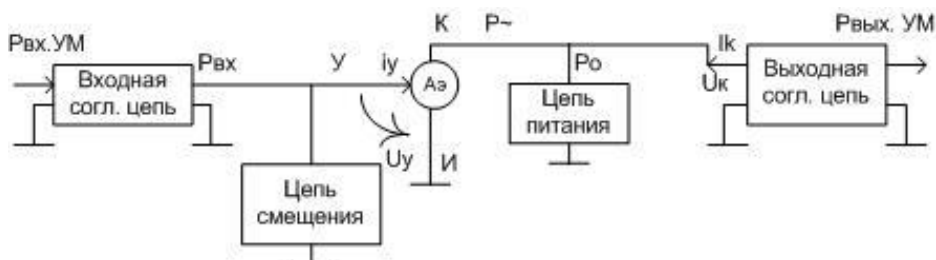 Рвх.УМ
Входная
согл. цепь
Рвх
У
iу
К
Р~
Аэ
Uу
И
Цепь
смещения
Ро
Цепь
питания
Ik
Uк
Выходная
согл. цепь
Рвых. УМ